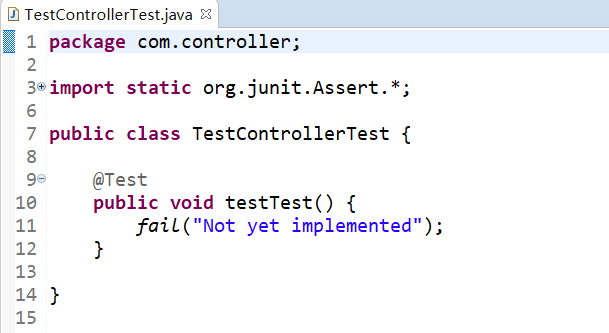 TestControllerTest.java
1 package com.controller;
2
3 import static org.junit.Assert.*;
6
7 public class TestControllerTest {
8
9 @Test
10 public void testTest() {
11 fail("Not yet implemented");
12 }
13
14 }
15